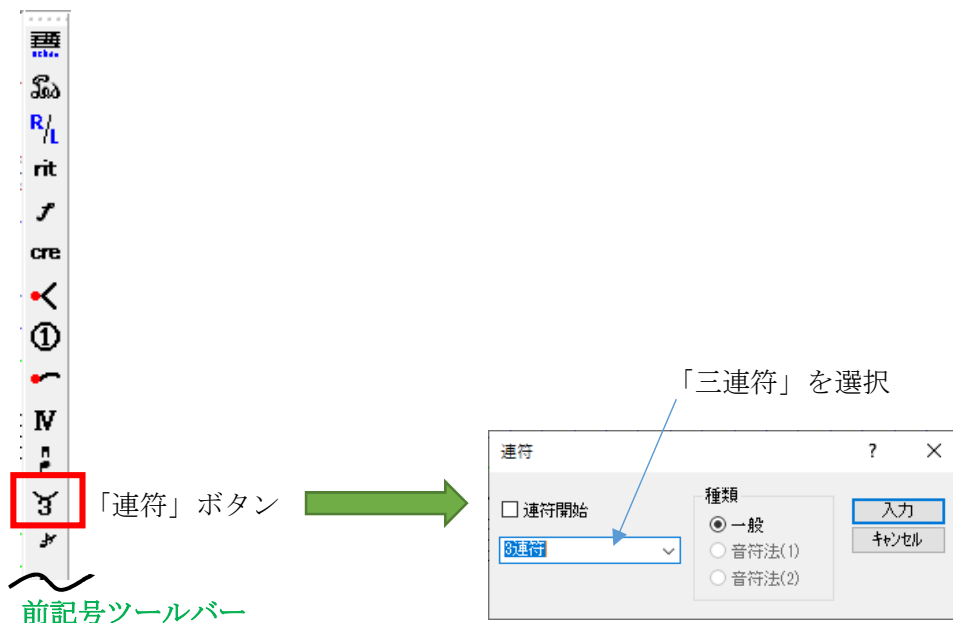 R/L
rit
f
cre
①
Ⅳ
3
「連符」ボタン
前記号ツールバー
「三連符」を選択
連符
?
×
連符開始
3連符
種類
一般
音符法(1)
音符法(2)
入力
キャンセル